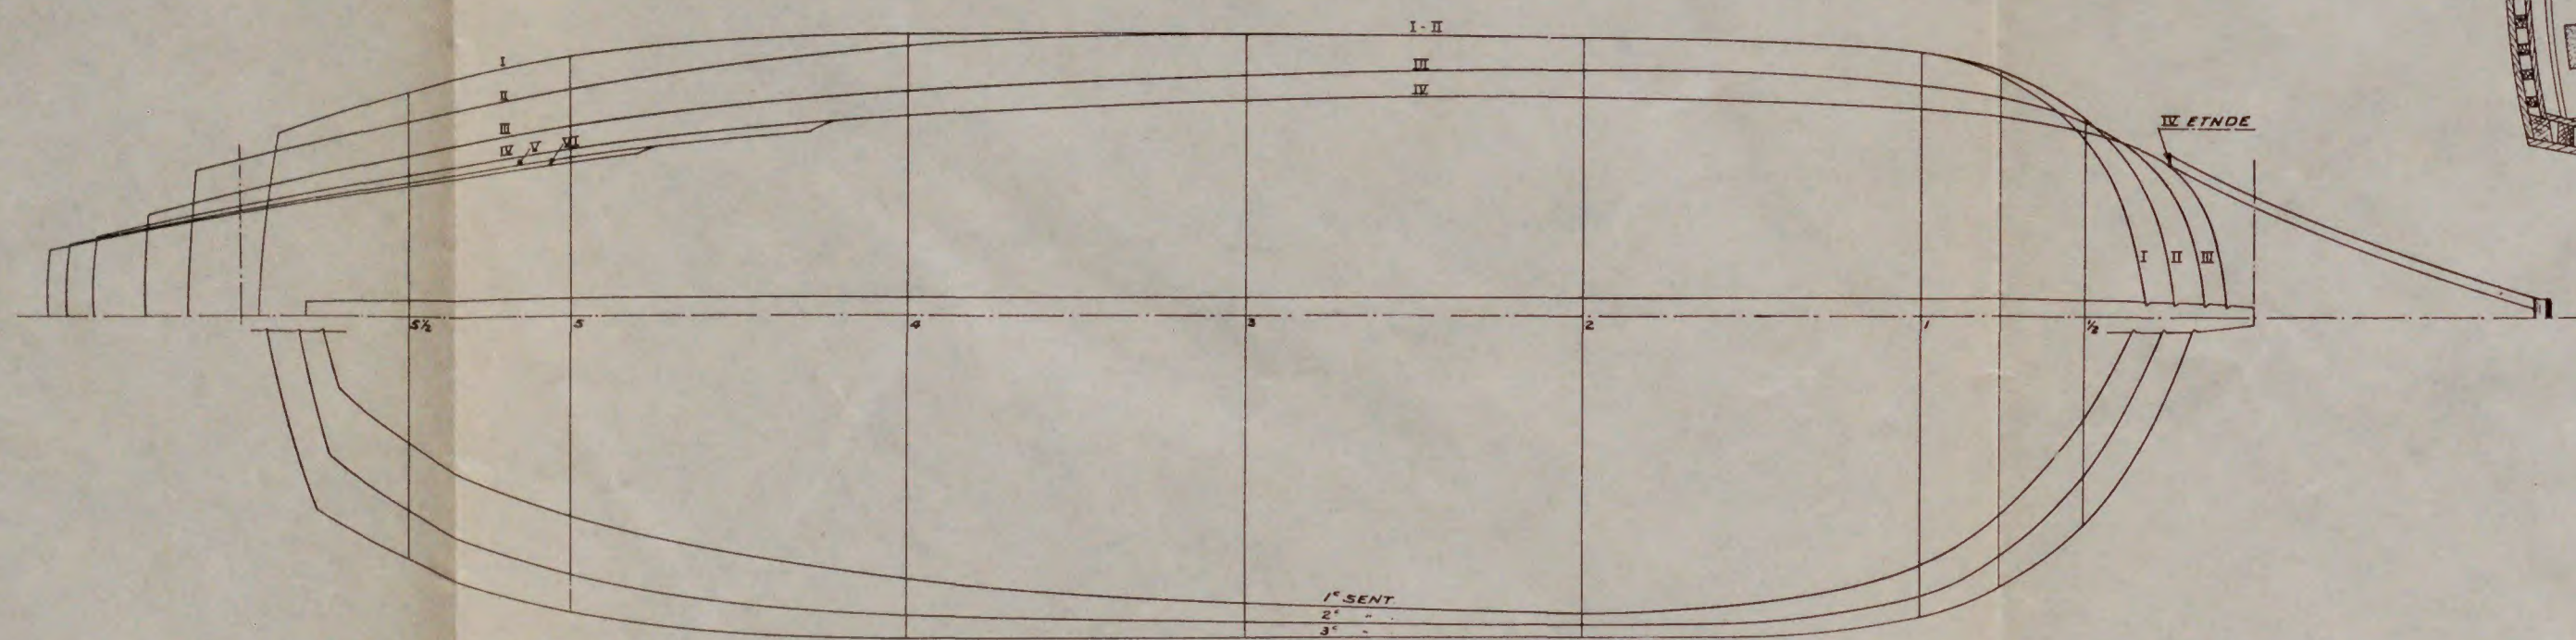 I - II
I
III
II
IV
IV ETNDE
III
IV V VI
I II III
5½ 5 4 3 2 1 ½
1e SENT
2e " -
3e -